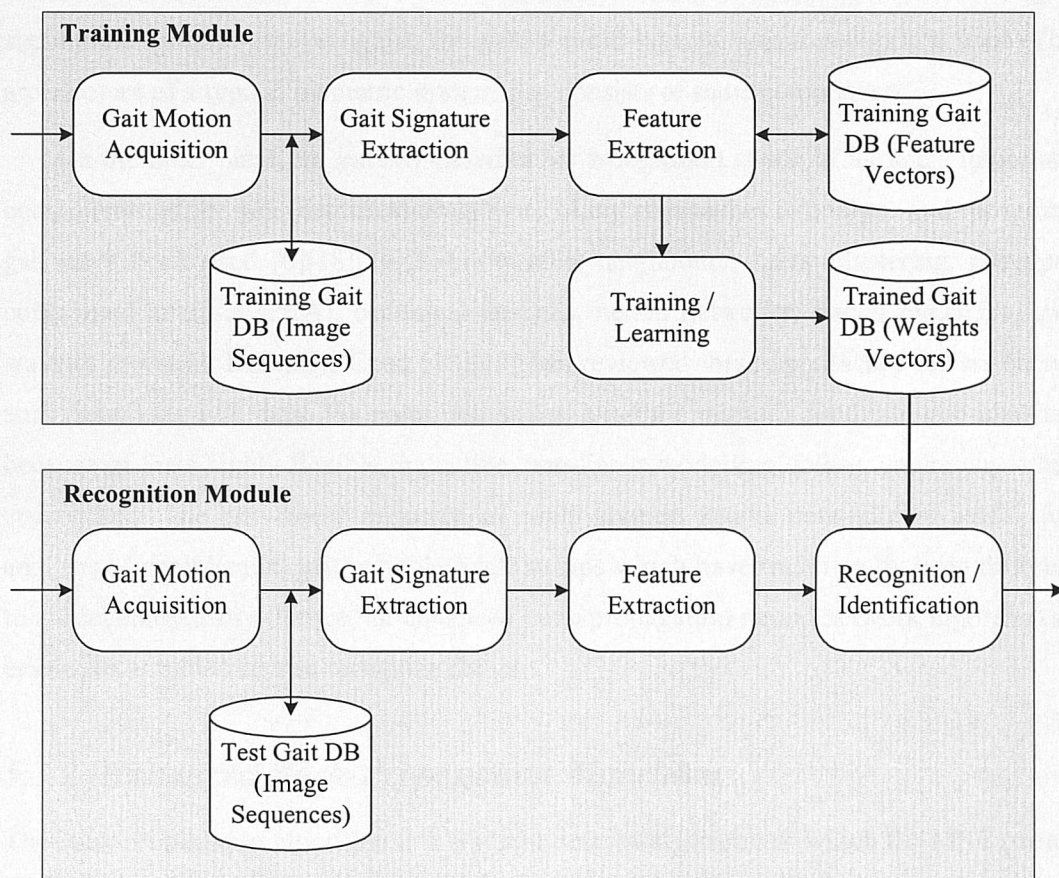 Training Module
Gait Motion
Acquisition
Gait Signature
Extraction
Feature
Extraction
Training Gait
DB (Feature
Vectors)
Training Gait
DB (Image
Sequences)
Training /
Learning
Trained Gait
DB (Weights
Vectors)
Recognition Module
Gait Motion
Acquisition
Gait Signature
Extraction
Feature
Extraction
Recognition /
Identification
Test Gait DB
(Image
Sequences)